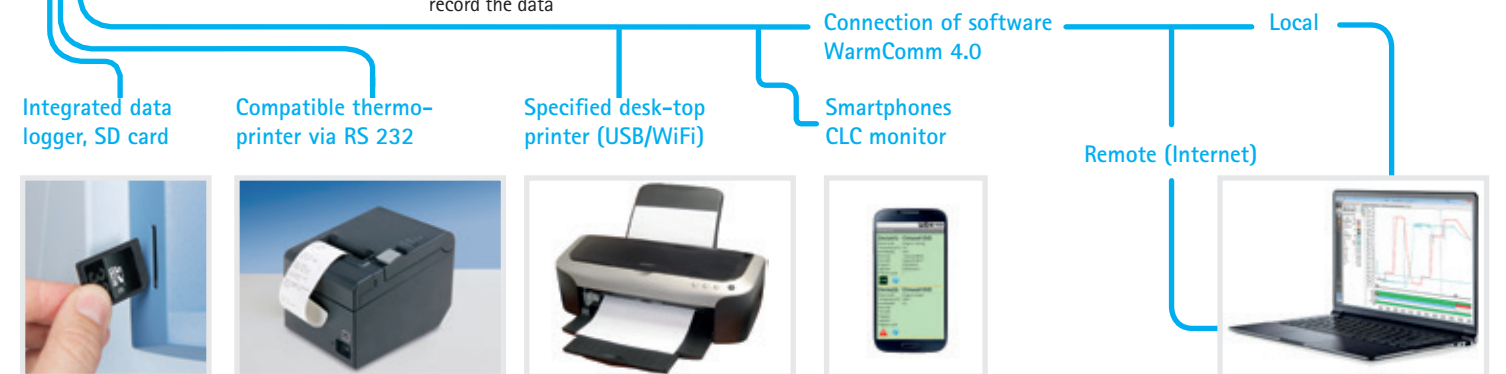 record the data
Connection of software
WarmComm 4.0
Local
Integrated data
logger, SD card
Compatible thermo-
printer via RS 232
Specified desk-top
printer (USB/WiFi)
Smartphones
CLC monitor
Remote (Internet)